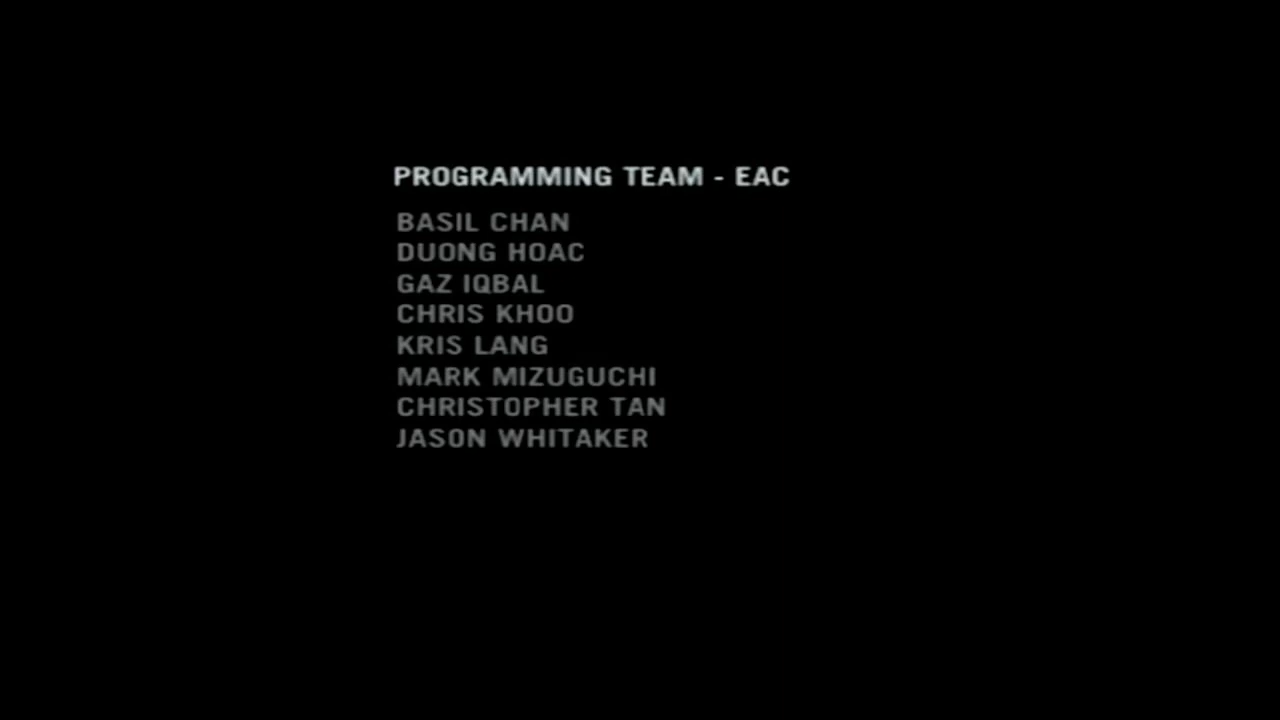 PROGRAMMING TEAM - EAC
BASIL CHAN
DUONG HOAC
GAZ IQBAL
CHRIS KHOO
KRIS LANG
MARK MIZUGUCHI
CHRISTOPHER TAN
JASON WHITAKER